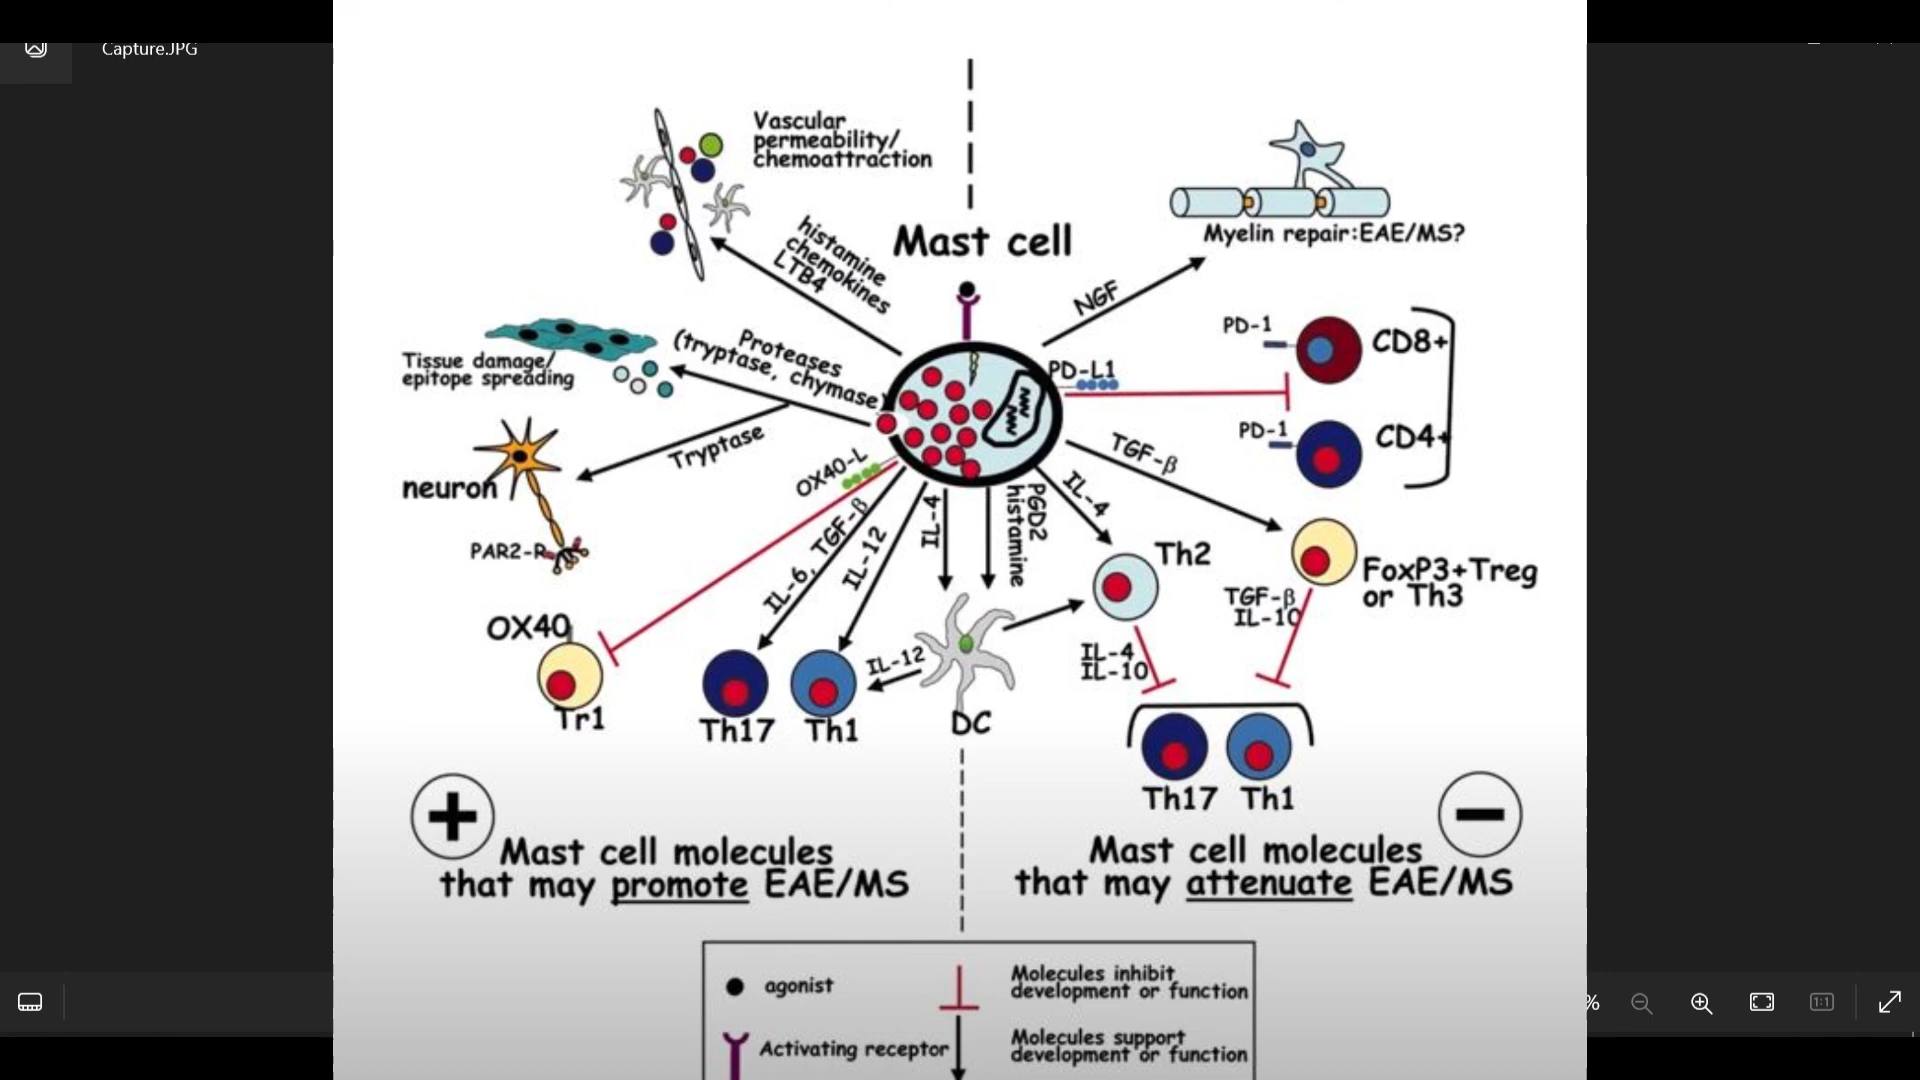 Capture.JPG
Vascular
permeability/
chemoattraction
Mast cell
histamine
chemokines
LTB4
NGF
Myelin repair:EAE/MS?
Proteases
(tryptase, chymase)
Tissue damage/
epitope spreading
Tryptase
neuron
PAR2-R
PD-L1
PD-1
CD8+
PD-1
CD4+
OX40-L
IL-6, TGF-β
IL-12
IL-4
PGD2
histamine
IL-4
TGF-β
Th2
FoxP3+Treg
or Th3
TGF-β
IL-10
OX40
Tr1
Th17
Th1
IL-12
DC
IL-4
IL-10
Th17
Th1
+
Mast cell molecules
that may promote EAE/MS
−
Mast cell molecules
that may attenuate EAE/MS
agonist
Molecules inhibit
development or function
Activating receptor
Molecules support
development or function
%
1:1